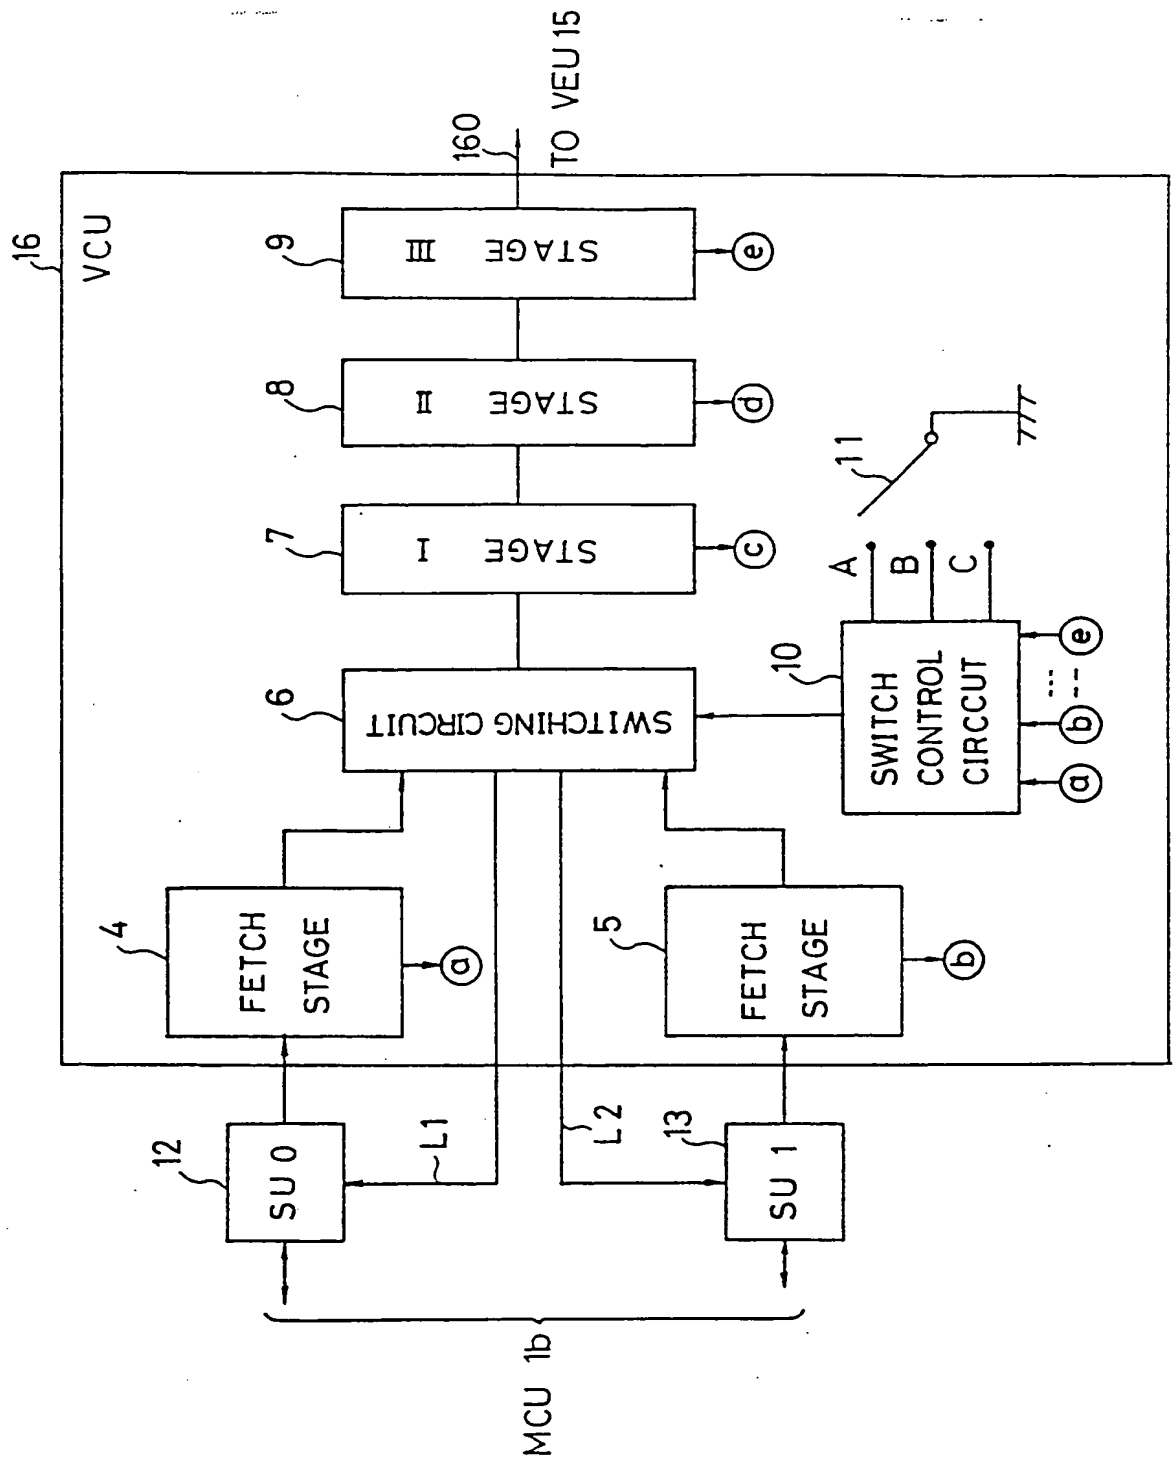 16
VCU
12
SU 0
L1
4
FETCH
STAGE
a
6
SWITCHING CIRCUIT
7
STAGE I
c
8
STAGE II
d
9
STAGE III
e
160
TO VEU 15
MCU 1b
L2
13
SU 1
5
FETCH
STAGE
b
10
SWITCH
CONTROL
CIRCCUT
A
B
C
11
a
b
e